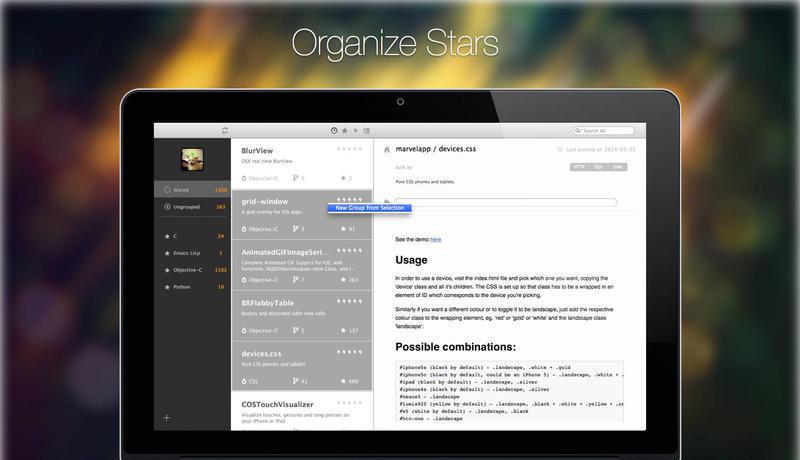 Organize Stars
Search All
BlurView
OSX real time BlurView
Objective-C 0 2
marvelapp / devices.css
Last pushed at: 2014-03-25
built by
HTTP SSH
Pure CSS phones and tablets
Stared 1300
Ungrouped 563
grid-window
A grid overlay for iOS apps.
Objective-C 3 91
New Group from Selection
C 24
Emacs Lisp 1
Objective-C 1102
Python 10
AnimatedGIFImageSeri...
Complete Animated GIF Support for iOS, with
Functions, NSJSONSerialization-style Class, and (...
Objective-C 7 263
BRFlabbyTable
Bouncy and distorded table view cells
Objective-C 5 137
devices.css
Pure CSS phones and tablets
CSS 41 660
COSTouchVisualizer
Visualize touches, gestures and long presses on
your iPhone or iPad
See the demo here
Usage
In order to use a device, visit the index.html file and pick which one you want, copying the
'device' class and all it's children. The CSS is set up so that class has to be a wrapped in an
element of ID which corresponds to the device you're picking.
Similarly if you want a different colour or to toggle it to be landscape, just add the respective
colour class to the wrapping element, eg. 'red' or 'gold' or 'white' and the landscape class
'landscape':
Possible combinations:
#iphone5s (black by default) - .landscape, .white + .gold
#iphone5c (black by default, could be an iPhone 5) - .landscape, .white + .
#ipad (black by default) - .landscape, .silver
#iphone4s (black by default) - .landscape, .silver
#nexus5 - .landscape
#lumia920 (yellow by default) - .landscape, .black + .white + .yellow + .re
#s5 (white by default) - .landscape, .black
#htc-one - .landscape